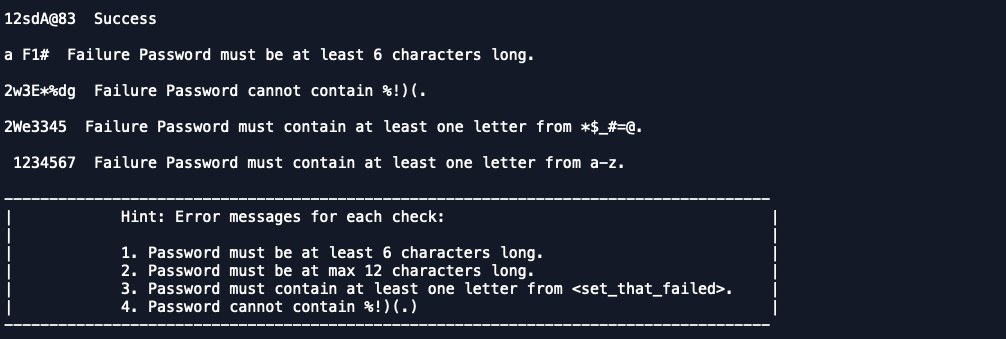 12sdA@83  Success
a F1#  Failure Password must be at least 6 characters long.
2w3E*%dg  Failure Password cannot contain %!)(.
2We3345  Failure Password must contain at least one letter from *$_#=@.
1234567  Failure Password must contain at least one letter from a-z.
Hint: Error messages for each check:
1. Password must be at least 6 characters long.
2. Password must be at max 12 characters long.
3. Password must contain at least one letter from <set_that_failed>.
4. Password cannot contain %!)(.)